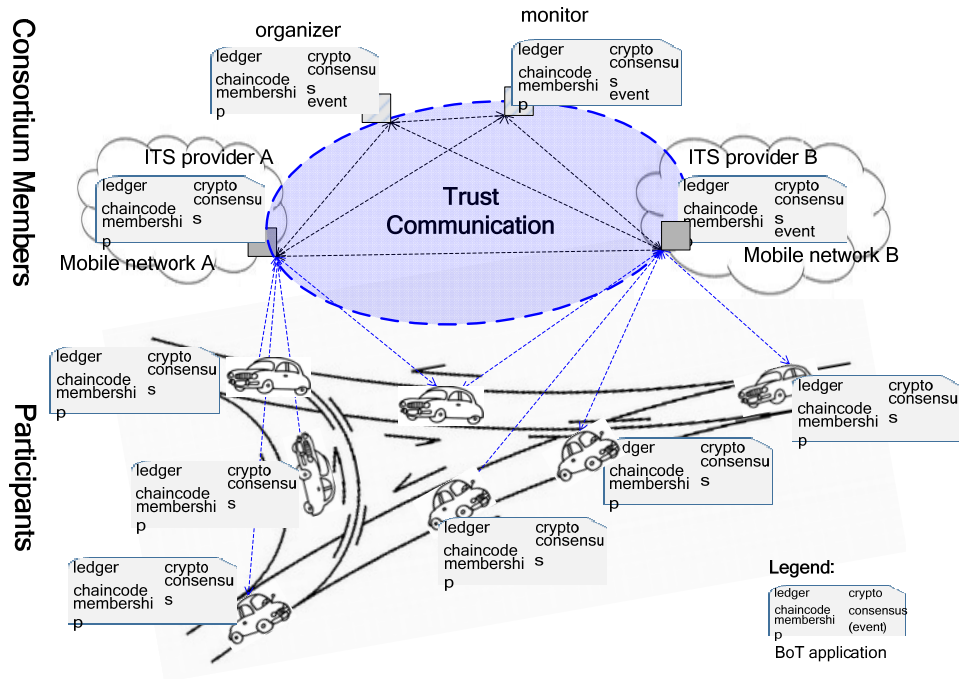 Consortium Members
Participants
organizer
ledger
crypto
consensu
s
chaincode
membershi
p
event
monitor
ledger
crypto
consensu
s
chaincode
membershi
p
event
ITS provider A
ledger
crypto
consensu
s
chaincode
membershi
p
Mobile network A
Trust
Communication
ITS provider B
ledger
crypto
consensu
s
chaincode
membershi
p
event
Mobile network B
ledger
crypto
consensu
s
chaincode
membershi
p
ledger
crypto
consensu
s
chaincode
membershi
p
dger
crypto
consensu
s
chaincode
membershi
p
ledger
crypto
consensu
s
chaincode
membershi
p
ledger
crypto
consensu
s
chaincode
membershi
p
ledger
crypto
consensu
s
chaincode
membershi
p
Legend:
ledger
crypto
chaincode
membershi
p
consensus
(event)
BoT application